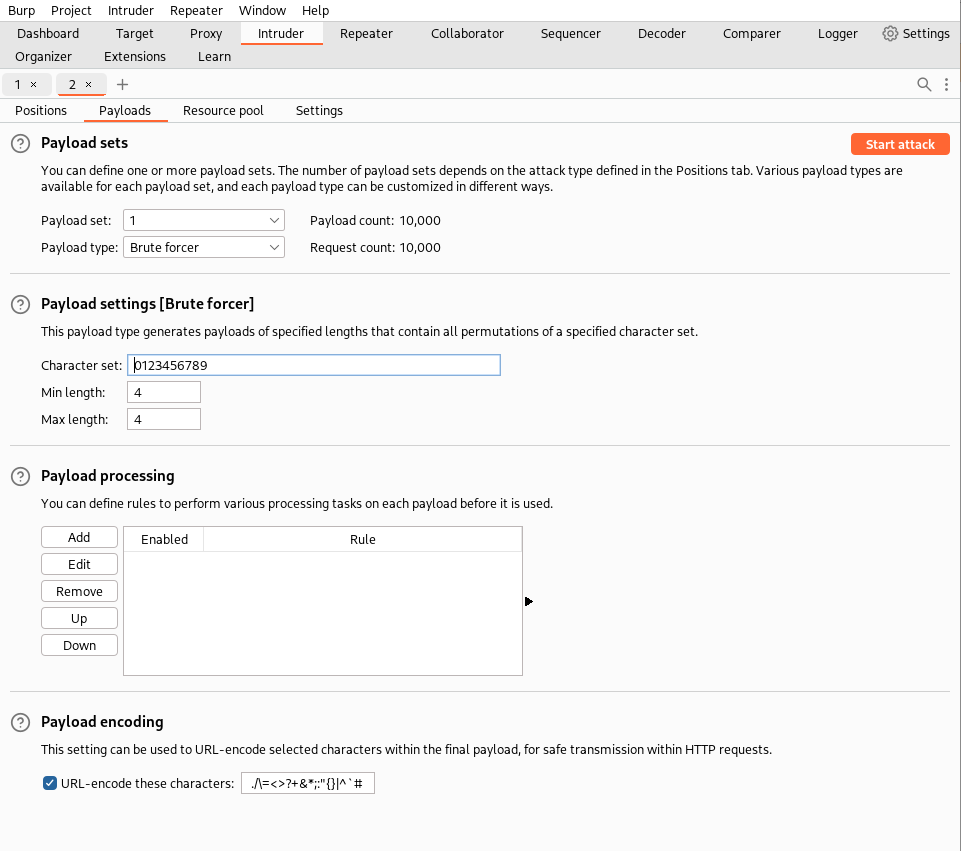 Burp Project Intruder Repeater Window Help
Dashboard Target Proxy Intruder Repeater Collaborator Sequencer Decoder Comparer Logger Settings
Organizer Extensions Learn
1 × 2 × +
Positions Payloads Resource pool Settings
? Payload sets Start attack
You can define one or more payload sets. The number of payload sets depends on the attack type defined in the Positions tab. Various payload types are
available for each payload set, and each payload type can be customized in different ways.
Payload set: 1 Payload count: 10,000
Payload type: Brute forcer Request count: 10,000
? Payload settings [Brute forcer]
This payload type generates payloads of specified lengths that contain all permutations of a specified character set.
Character set: 0123456789
Min length: 4
Max length: 4
? Payload processing
You can define rules to perform various processing tasks on each payload before it is used.
Add Enabled Rule
Edit
Remove
Up
Down
? Payload encoding
This setting can be used to URL-encode selected characters within the final payload, for safe transmission within HTTP requests.
URL-encode these characters: ./\=<>?+&*;:"{}|^`#